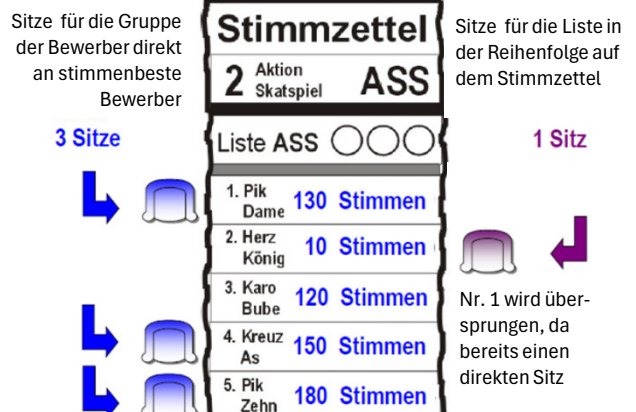 Sitze für die Gruppe
der Bewerber direkt
an stimmenbeste
Bewerber
3 Sitze
Stimmzettel
2 Aktion Skatspiel ASS
Liste ASS
1. Pik Dame 130 Stimmen
2. Herz König 10 Stimmen
3. Karo Bube 120 Stimmen
4. Kreuz As 150 Stimmen
5. Pik Zehn 180 Stimmen
Sitze für die Liste in
der Reihenfolge auf
dem Stimmzettel
1 Sitz
Nr. 1 wird über-
sprungen, da
bereits einen
direkten Sitz